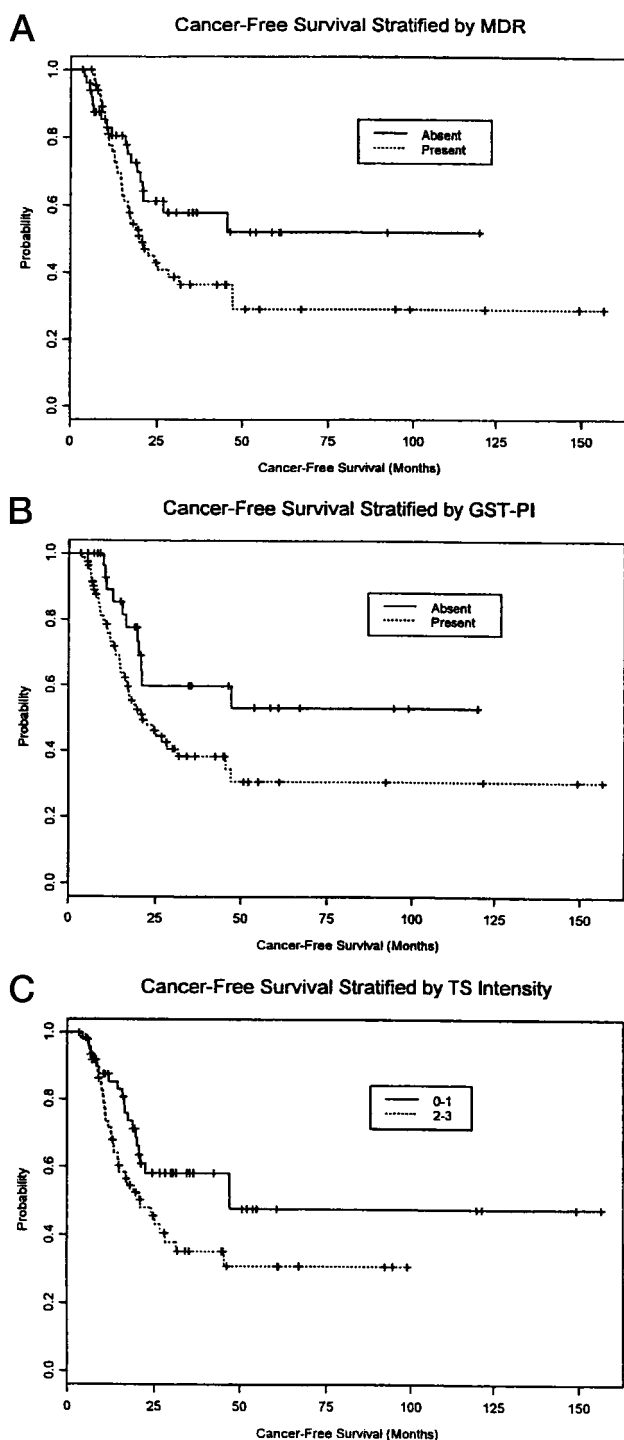 A
Cancer-Free Survival Stratified by MDR
Probability
1.0
0.8
0.6
0.4
0.2
0.0
Absent
Present
0 25 50 75 100 125 150
Cancer-Free Survival (Months)
B
Cancer-Free Survival Stratified by GST-PI
Probability
1.0
0.8
0.6
0.4
0.2
0.0
Absent
Present
0 25 50 75 100 125 150
Cancer-Free Survival (Months)
C
Cancer-Free Survival Stratified by TS Intensity
Probability
1.0
0.8
0.6
0.4
0.2
0.0
0-1
2-3
0 25 50 75 100 125 150
Cancer-Free Survival (Months)